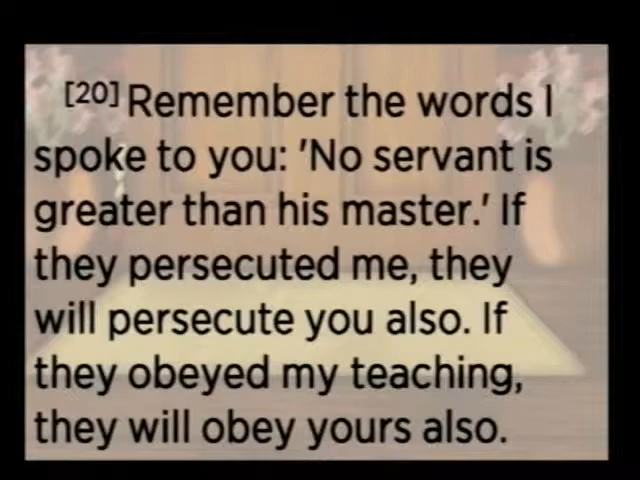 [20] Remember the words I
spoke to you: 'No servant is
greater than his master.' If
they persecuted me, they
will persecute you also. If
they obeyed my teaching,
they will obey yours also.